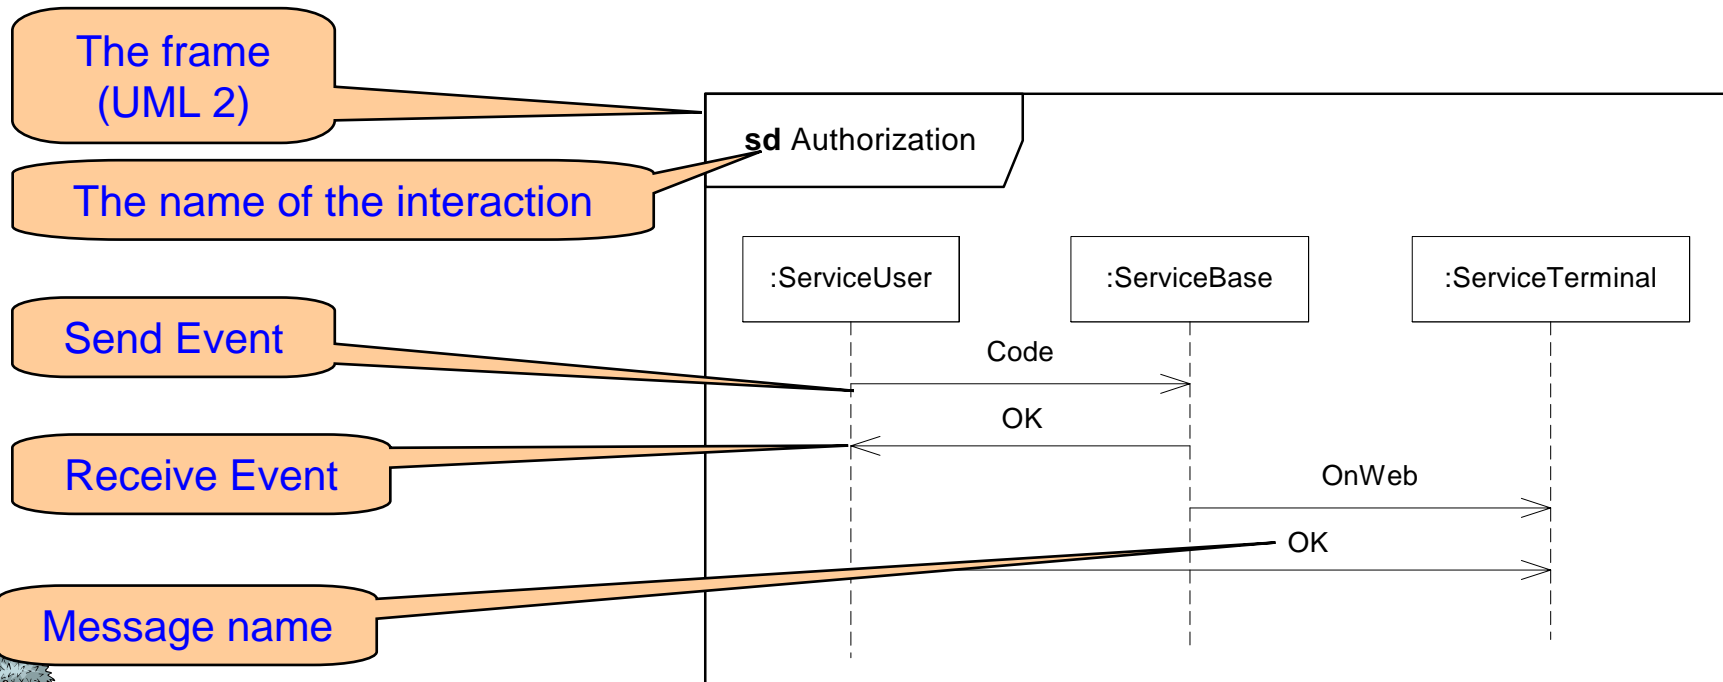 The frame
(UML 2)
sd Authorization
The name of the interaction
:ServiceUser
:ServiceBase
:ServiceTerminal
Send Event
Code
OK
Receive Event
OnWeb
OK
Message name